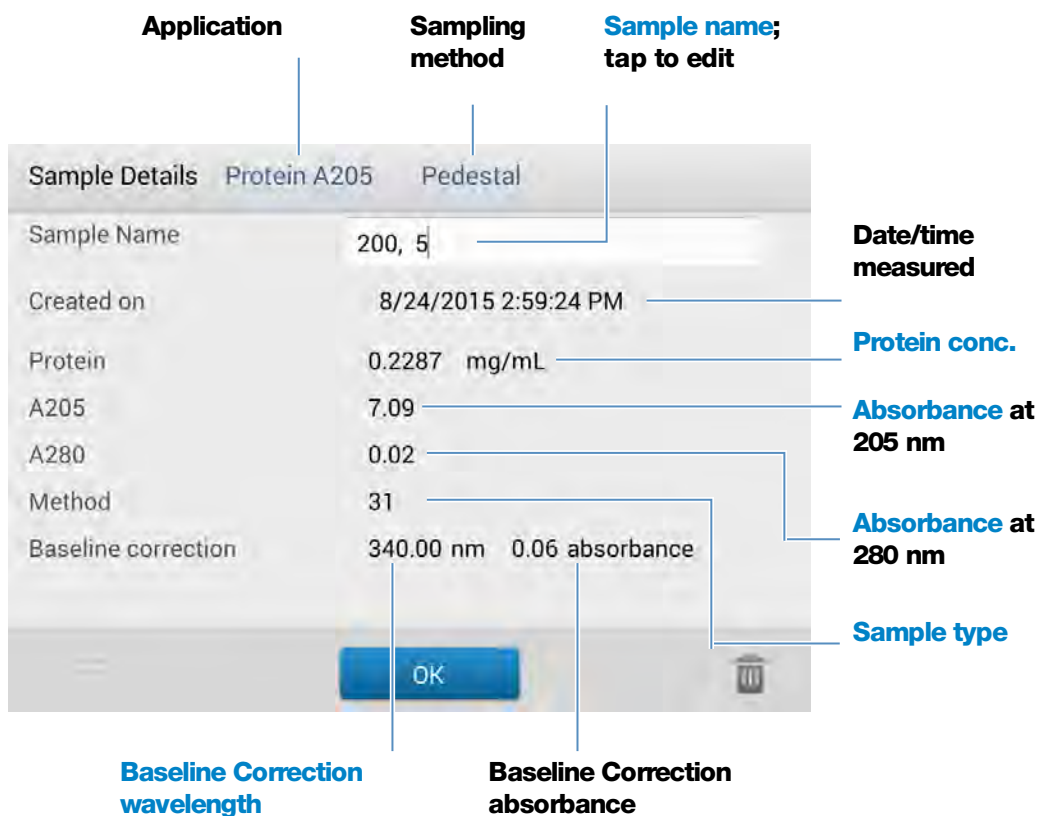 Application
Sampling
method
Sample name;
tap to edit
Sample Details Protein A205 Pedestal
Sample Name 200, 5
Date/time
measured
Created on 8/24/2015 2:59:24 PM
Protein 0.2287 mg/mL
Protein conc.
A205 7.09
Absorbance at
205 nm
A280 0.02
Method 31
Absorbance at
280 nm
Baseline correction 340.00 nm 0.06 absorbance
Sample type
OK
Baseline Correction
wavelength
Baseline Correction
absorbance